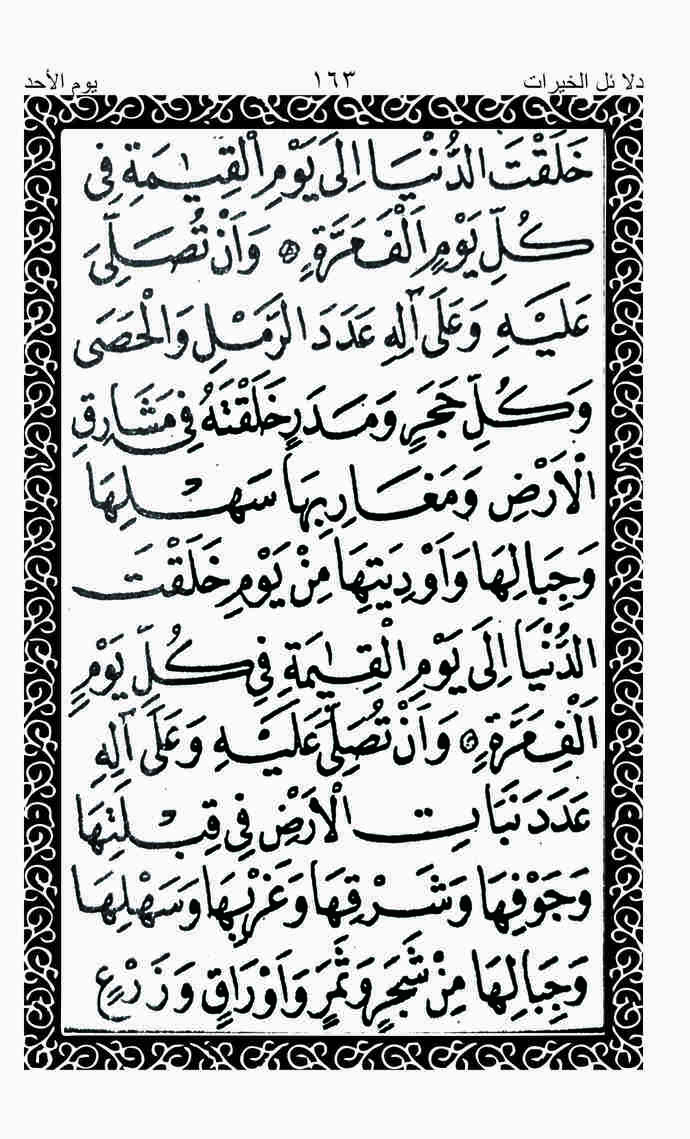 دلا ئل الخيرات ١٦٣ يوم الأحد
خَلَقْتَ الدُّنْيَا اِلٰى يَوْمِ الْقِيٰمَةِ فِى
كُلِّ يَوْمٍ اَلْفَ مَرَّةٍ ۞ وَاَنْ تُصَلِّىَ
عَلَيْهِ وَعَلٰٓى اٰلِهٖ عَدَدَ الرَّمْلِ وَالْحَصٰى
وَكُلِّ حَجَرٍ وَمَدَرٍ خَلَقْتَهُ فِى مَشَارِقِ
الْاَرْضِ وَمَغَارِبِهَا سَهْلِهَا
وَجِبَالِهَا وَاَوْدِيَتِهَا مِنْ يَوْمِ خَلَقْتَ
الدُّنْيَا اِلَى يَوْمِ الْقِيٰمَةِ فِى كُلِّ يَوْمٍ
اَلْفَ مَرَّةٍ ۞ وَاَنْ تُصَلِّىَ عَلَيْهِ وَعَلٰٓى اٰلِهٖ
عَدَدَ نَبَاتِ الْاَرْضِ فِى قِبْلَتِهَا
وَجَوْفِهَا وَشَرْقِهَا وَغَرْبِهَا وَسَهْلِهَا
وَجِبَالِهَا مِنْ شَجَرٍ وَثَمَرٍ وَاَوْرَاقٍ وَزَرْعٍ